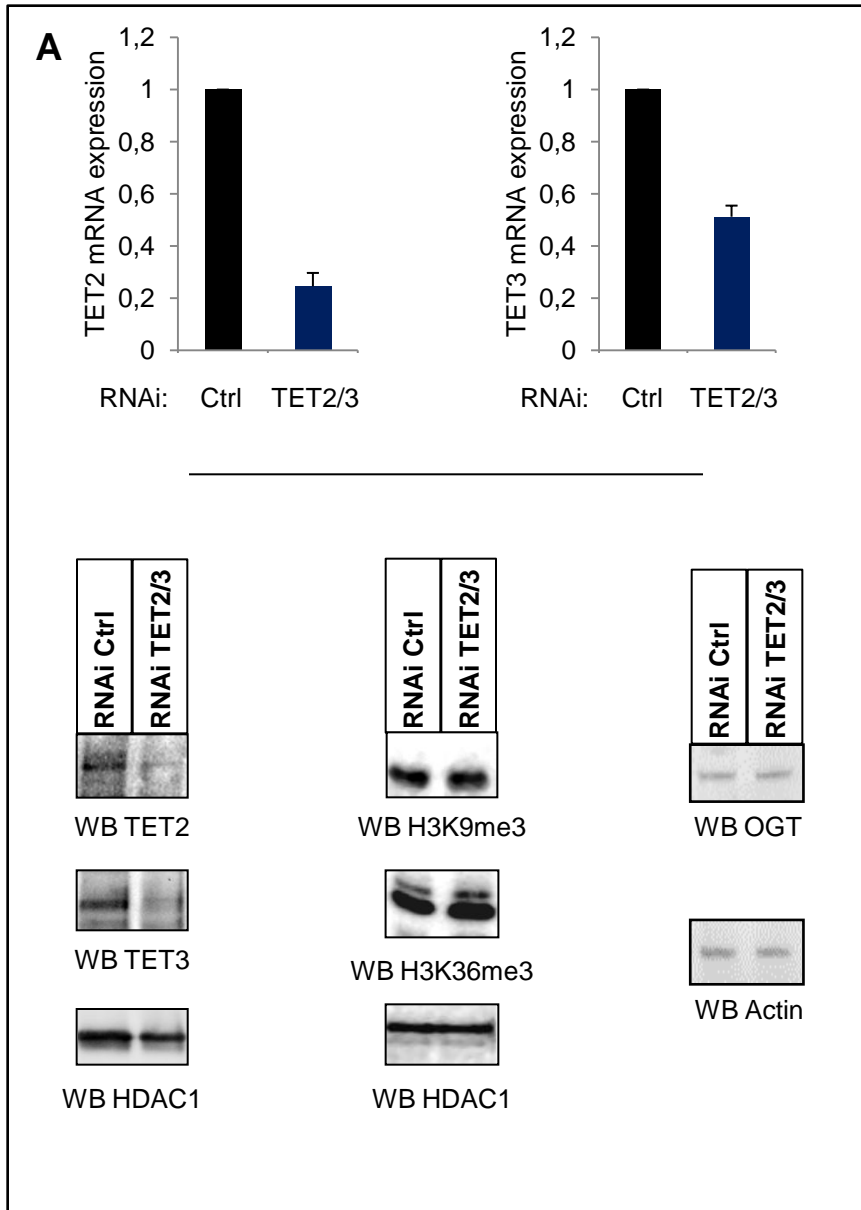 A
TET2 mRNA expression
1,2
1
0,8
0,6
0,4
0,2
0
RNAi: Ctrl TET2/3
TET3 mRNA expression
1,2
1
0,8
0,6
0,4
0,2
0
RNAi: Ctrl TET2/3
RNAi Ctrl
RNAi TET2/3
WB TET2
WB TET3
WB HDAC1
RNAi Ctrl
RNAi TET2/3
WB H3K9me3
WB H3K36me3
WB HDAC1
RNAi Ctrl
RNAi TET2/3
WB OGT
WB Actin